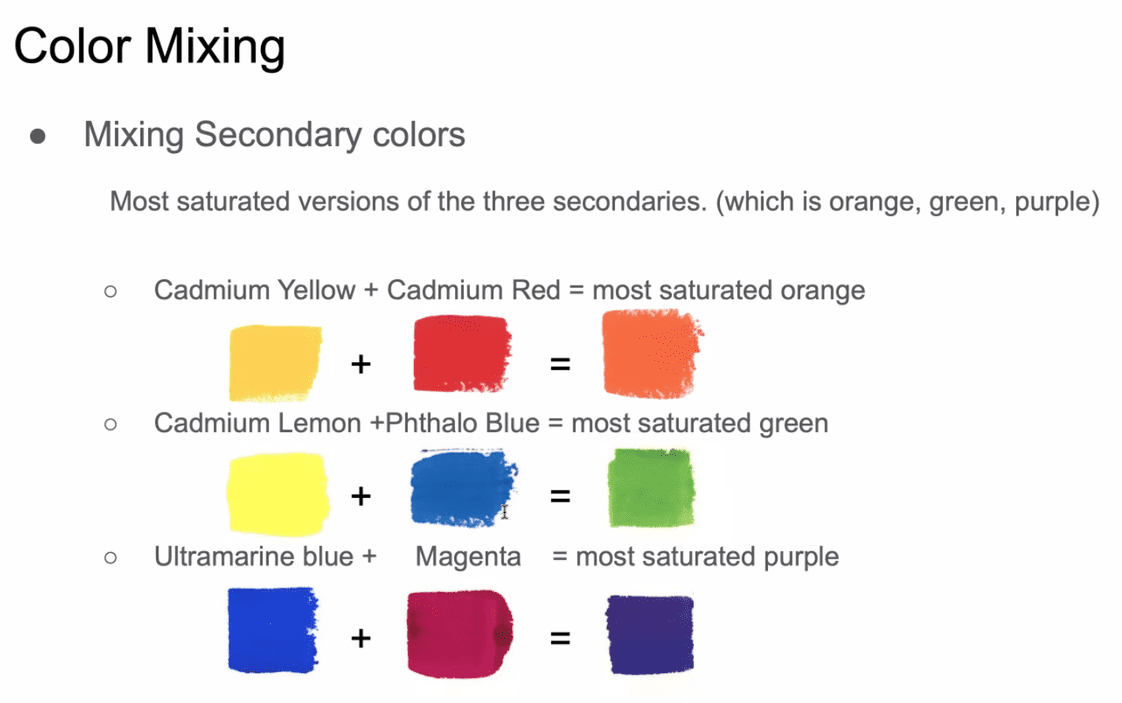 Color Mixing
● Mixing Secondary colors
Most saturated versions of the three secondaries. (which is orange, green, purple)
○ Cadmium Yellow + Cadmium Red = most saturated orange
+ =
○ Cadmium Lemon +Phthalo Blue = most saturated green
+ =
○ Ultramarine blue + Magenta = most saturated purple
+ =